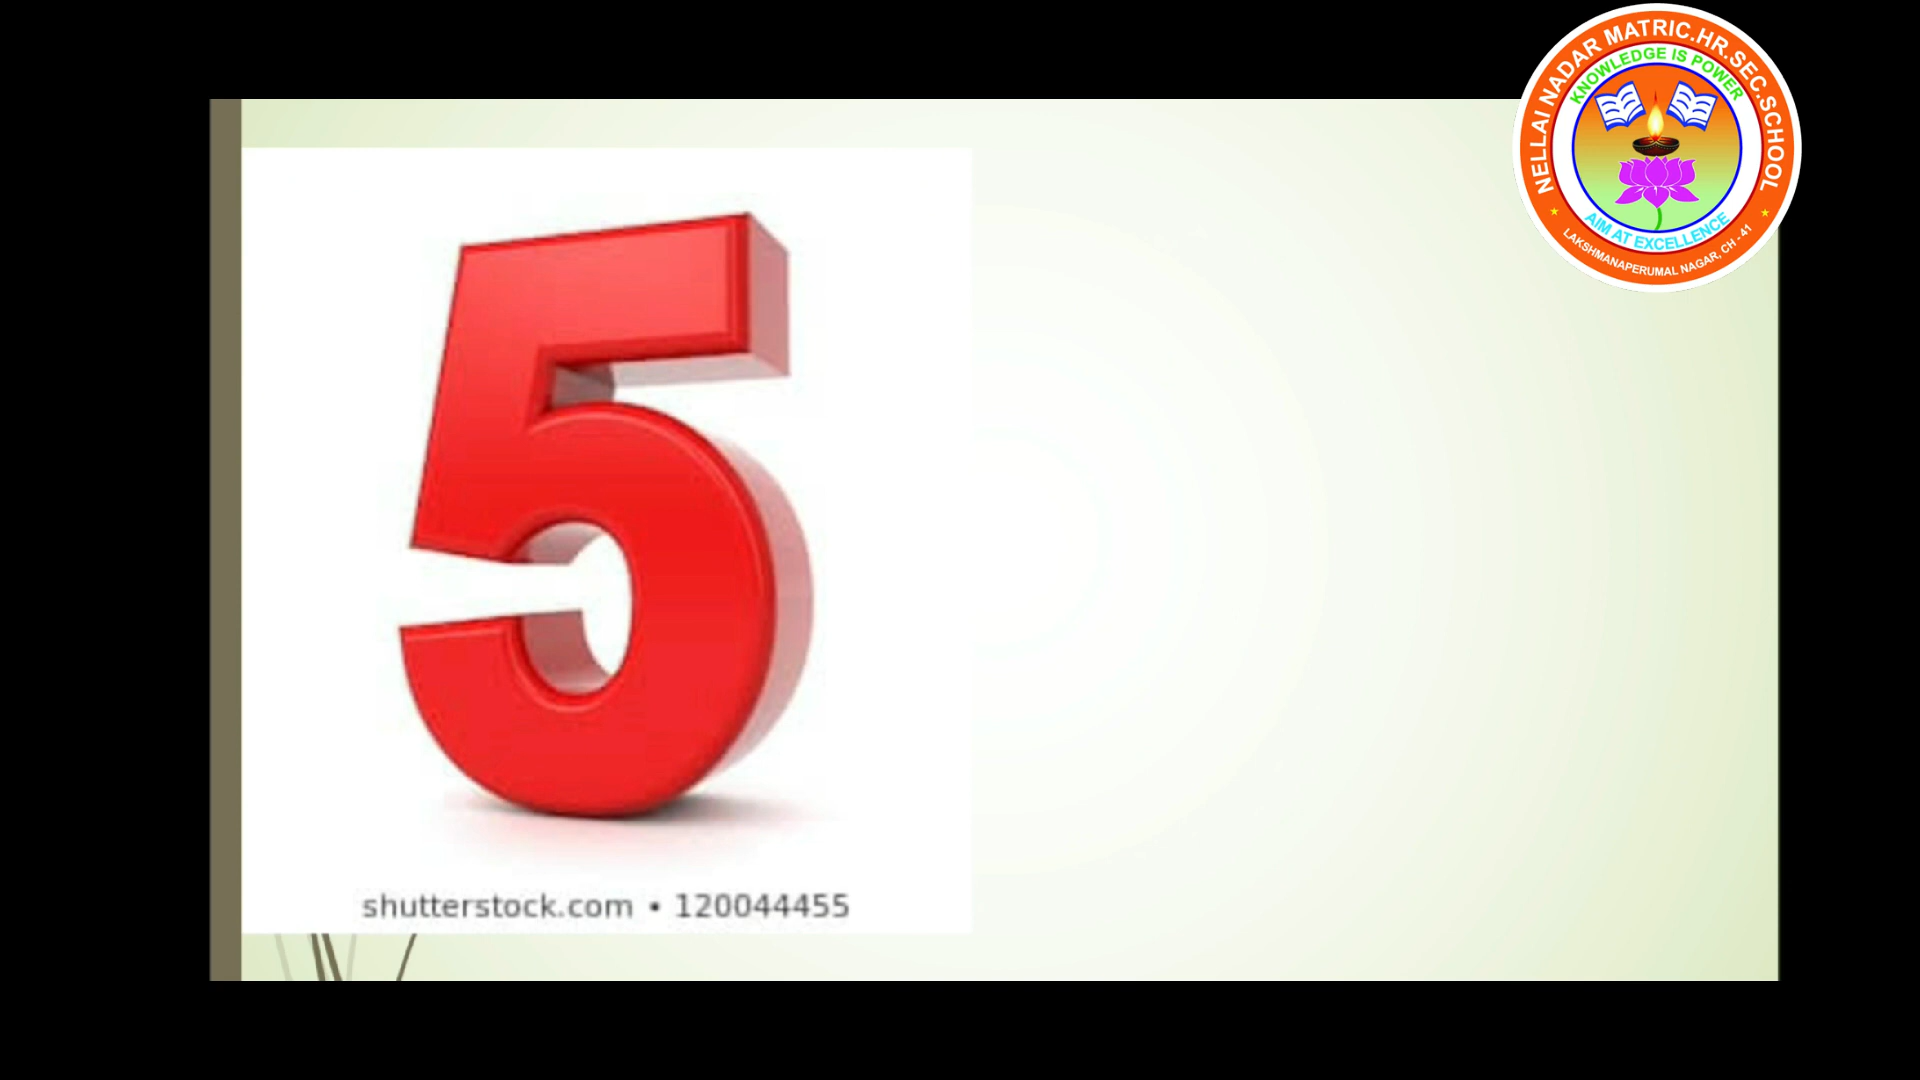 NELLAI NADAR MATRIC.HR.SEC.SCHOOL
KNOWLEDGE IS POWER
AIM AT EXCELLENCE
LAKSHMANAPERUMAL NAGAR, CH - 41
5
shutterstock.com • 120044455